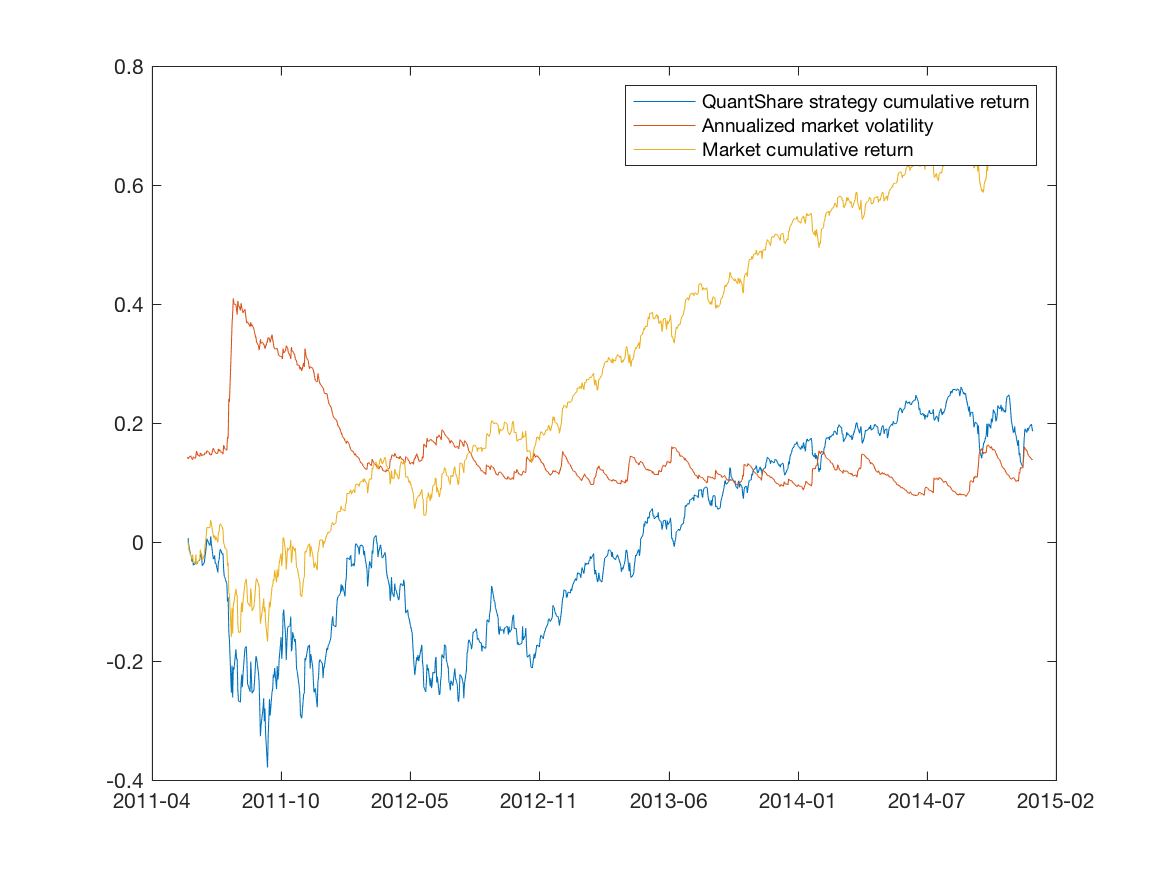 0.8
QuantShare strategy cumulative return
Annualized market volatility
Market cumulative return
0.6
0.4
0.2
0
-0.2
-0.4
2011-04 2011-10 2012-05 2012-11 2013-06 2014-01 2014-07 2015-02